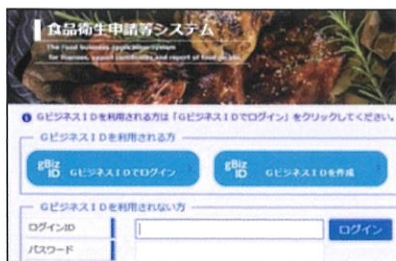 食品衛生申請等システム
The Food business application system
for licenses, export certificates and report of food recalls.
GビジネスIDを利用される方は「GビジネスIDでログイン」をクリックしてください。
GビジネスIDを利用される方
gBiz ID GビジネスIDでログイン
gBiz ID GビジネスIDを作成
GビジネスIDを利用されない方
ログインID
ログイン
パスワード